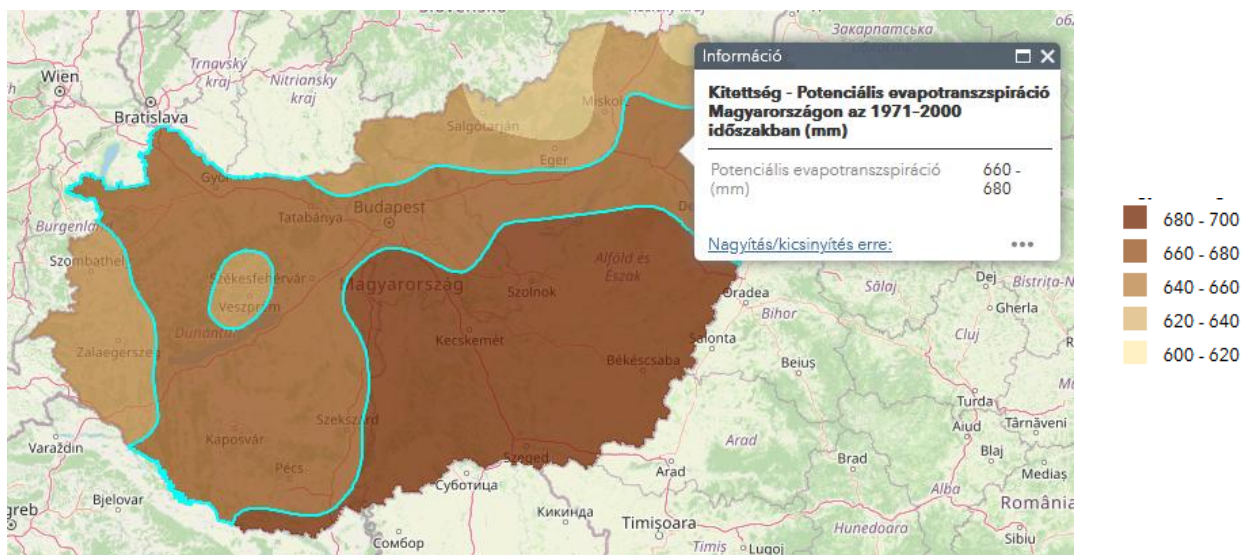 Wien
Trnavský
kraj
Nitriansky
kraj
Bratislava
Закарпатська
Információ
Kitettség - Potenciális evapotranszspiráció
Magyarországon az 1971-2000
időszakban (mm)
Potenciális evapotranszspiráció 660 -
(mm) 680
Nagyítás/kicsinyítés erre:
680 - 700
660 - 680
640 - 660
620 - 640
600 - 620
Salgótarján
Eger
Tatabánya
Budapest
Burgenland
Szombathely
Székesfehérvár
Veszprém
Magyarország
Alföld és
Észak
Szolnok
Oradea
Sălaj
Dej
Gherla
Bihor
Cluj
Dunántúl
Zalaegerszeg
Kecskemét
Salonta
Békéscsaba
Beiuș
Turda
Târnăveni
Aiud
Blaj
Mediaș
Szekszárd
Kaposvár
Pécs
Varaždin
Szeged
Arad
Arad
Brad
Alba
România
Суботица
Bjelovar
Кикинда
Timișoara
Hunedoara
Сомбор
Timiș
Lugoj
Sibiu